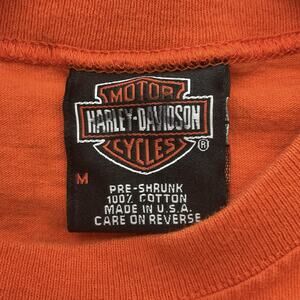 MOTOR
HARLEY-DAVIDSON
CYCLES
®
M
PRE-SHRUNK
100% COTTON
MADE IN U.S.A.
CARE ON REVERSE